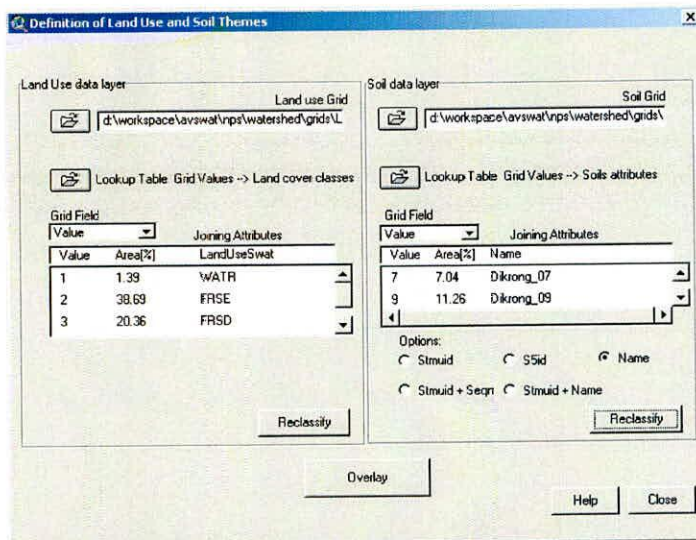 Definition of Land Use and Soil Themes
X
Land Use data layer
Land use Grid
d:\workspace\avswat\nps\watershed\grids\L
Lookup Table Grid Values --> Land cover classes
Grid Field
Value
Joining Attributes
Value Area[%] LandUseSwat
1 1.39 WATR
2 38.69 FRSE
3 20.36 FRSD
Reclassify
Soil data layer
Soil Grid
d:\workspace\avswat\nps\watershed\grids\
Lookup Table Grid Values --> Soils attributes
Grid Field
Value
Joining Attributes
Value Area[%] Name
7 7.04 Dikrong_07
9 11.26 Dikrong_09
Options:
Stmuid S5id Name
Stmuid + Seqn Stmuid + Name
Reclassify
Overlay
Help Close